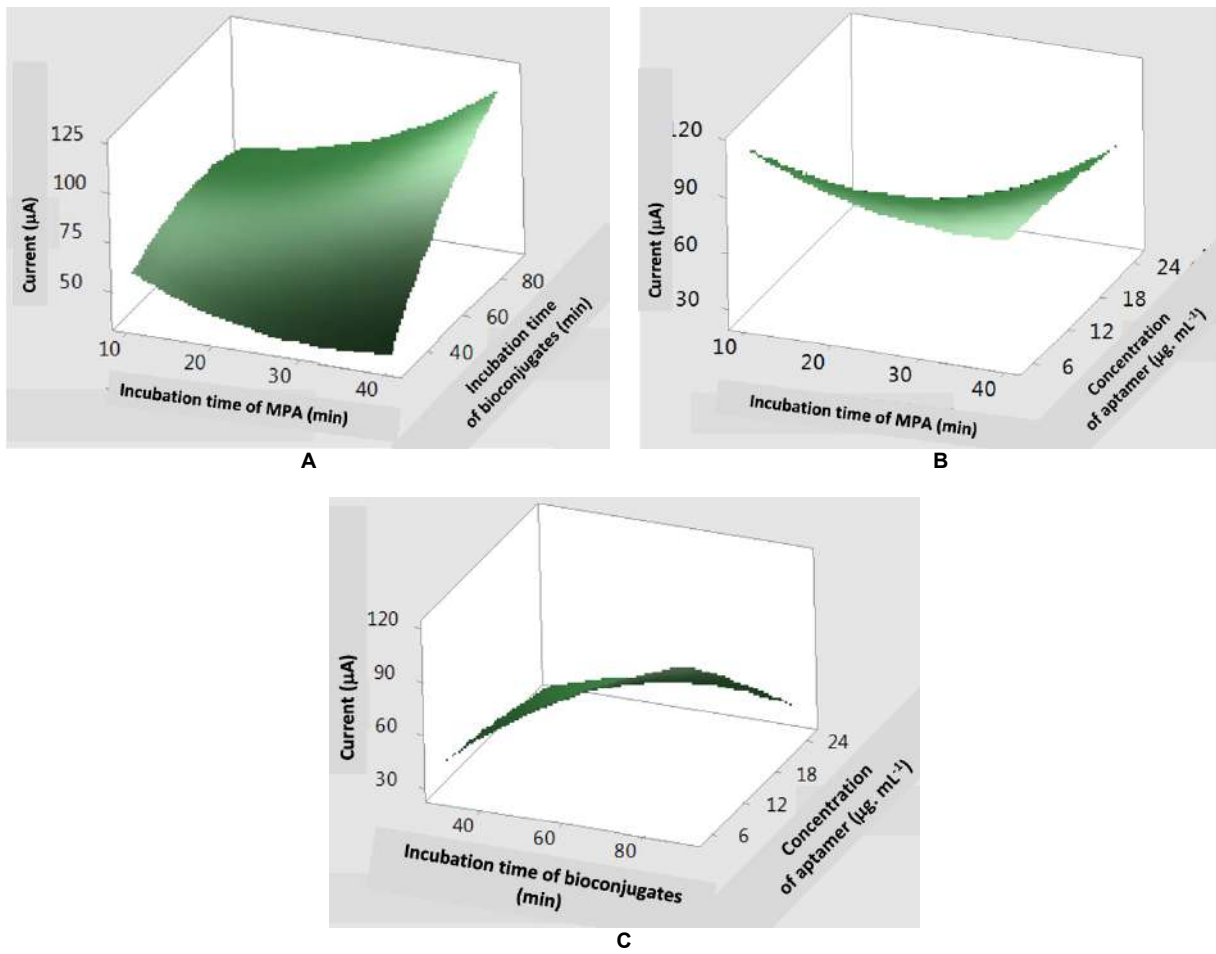 125
100
75
50
Current (µA)
10
20
30
40
Incubation time of MPA (min)
40
60
80
Incubation time
of bioconjugates (min)
A
120
90
60
30
Current (µA)
10
20
30
40
Incubation time of MPA (min)
6
12
18
24
Concentration
of aptamer (µg. mL⁻¹)
B
120
90
60
30
Current (µA)
40
60
80
Incubation time of bioconjugates
(min)
6
12
18
24
Concentration
of aptamer (µg. mL⁻¹)
C